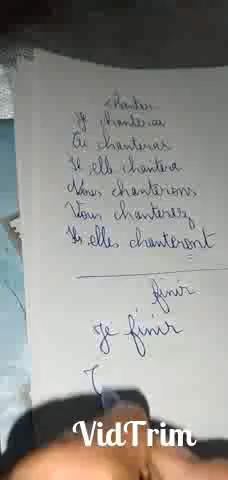 chanter
Je chanterai
Tu chanteras
Il elle chantera
Nous chanterons
Vous chanterez
Ils elles chanteront
finir
Je finir
VidTrim